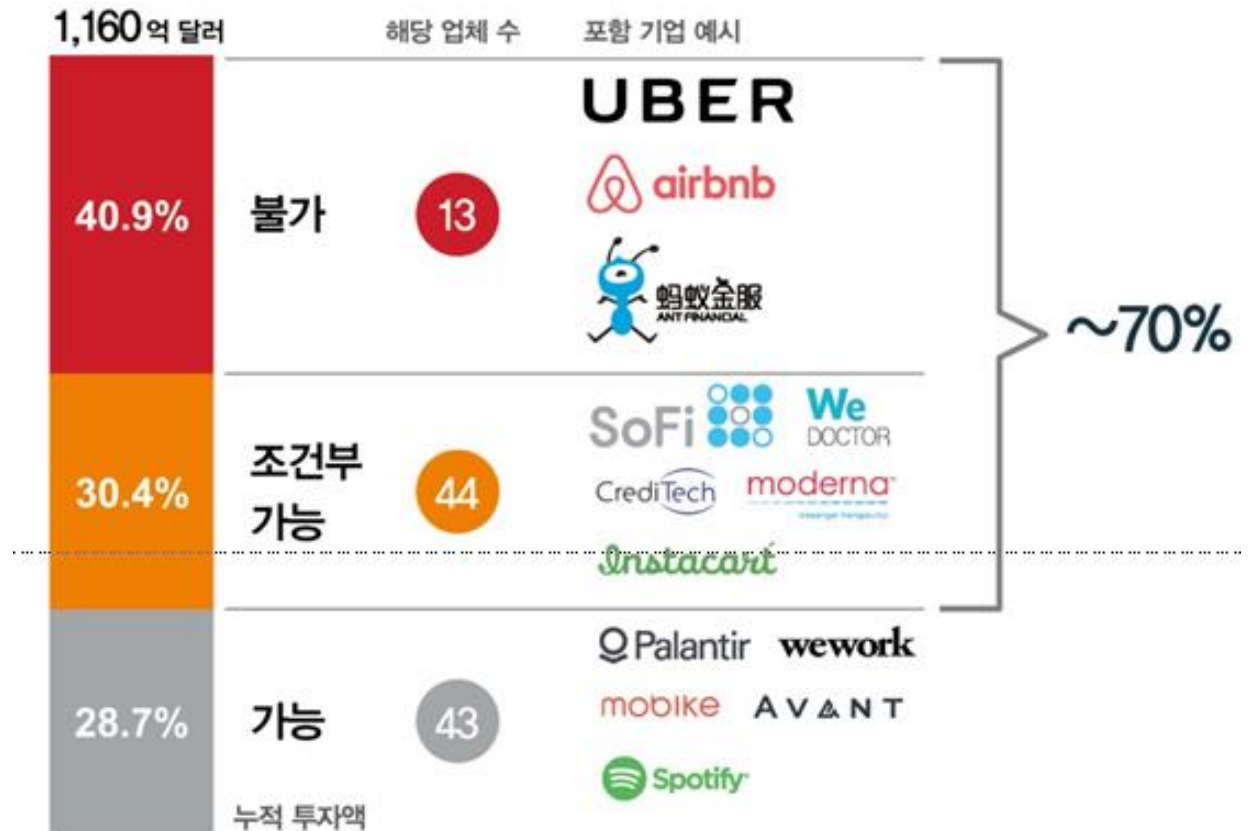 1,160억 달러 해당 업체 수 포함 기업 예시
UBER
airbnb
40.9% 불가 13
蚂蚁金服
ANT FINANCIAL
~70%
SoFi We
DOCTOR
조건부
30.4% 44 CrediTech moderna
가능
Instacart
Palantir wework
28.7% 가능 43 mobike AVANT
Spotify
누적 투자액